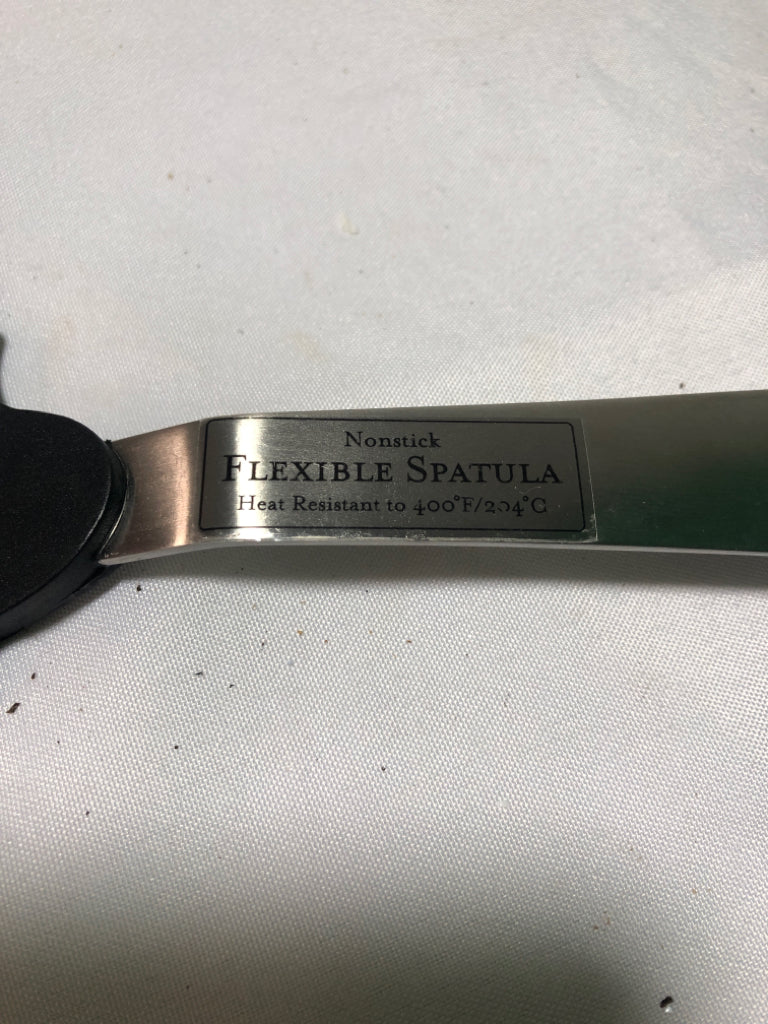 Nonstick
FLEXIBLE SPATULA
Heat Resistant to 400°F/204°C